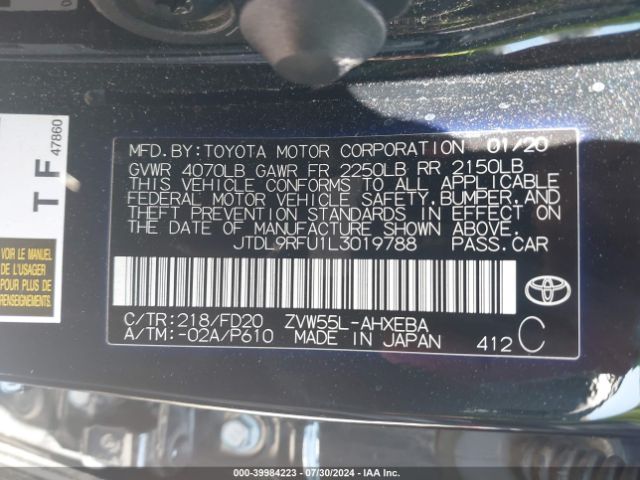 MFD.BY:TOYOTA MOTOR CORPORATION 01/20
GVWR 4070LB GAWR FR 2250LB RR 2150LB
THIS VEHICLE CONFORMS TO ALL APPLICABLE
FEDERAL MOTOR VEHICLE SAFETY,BUMPER,AND
THEFT PREVENTION STANDARDS IN EFFECT ON
THE DATE OF MANUFACTURE SHOWN ABOVE.
JTDL9RFU1L3019788 PASS.CAR
C/TR:218/FD20 ZVW55L-AHXEBA
A/TM:-02A/P610 MADE IN JAPAN 412 C
T F
47860
VOIR LE MANUEL
DE L'USAGER
POUR PLUS DE
RENSEIGNEMENTS.
000-39984223 - 07/30/2024 - IAA Inc.